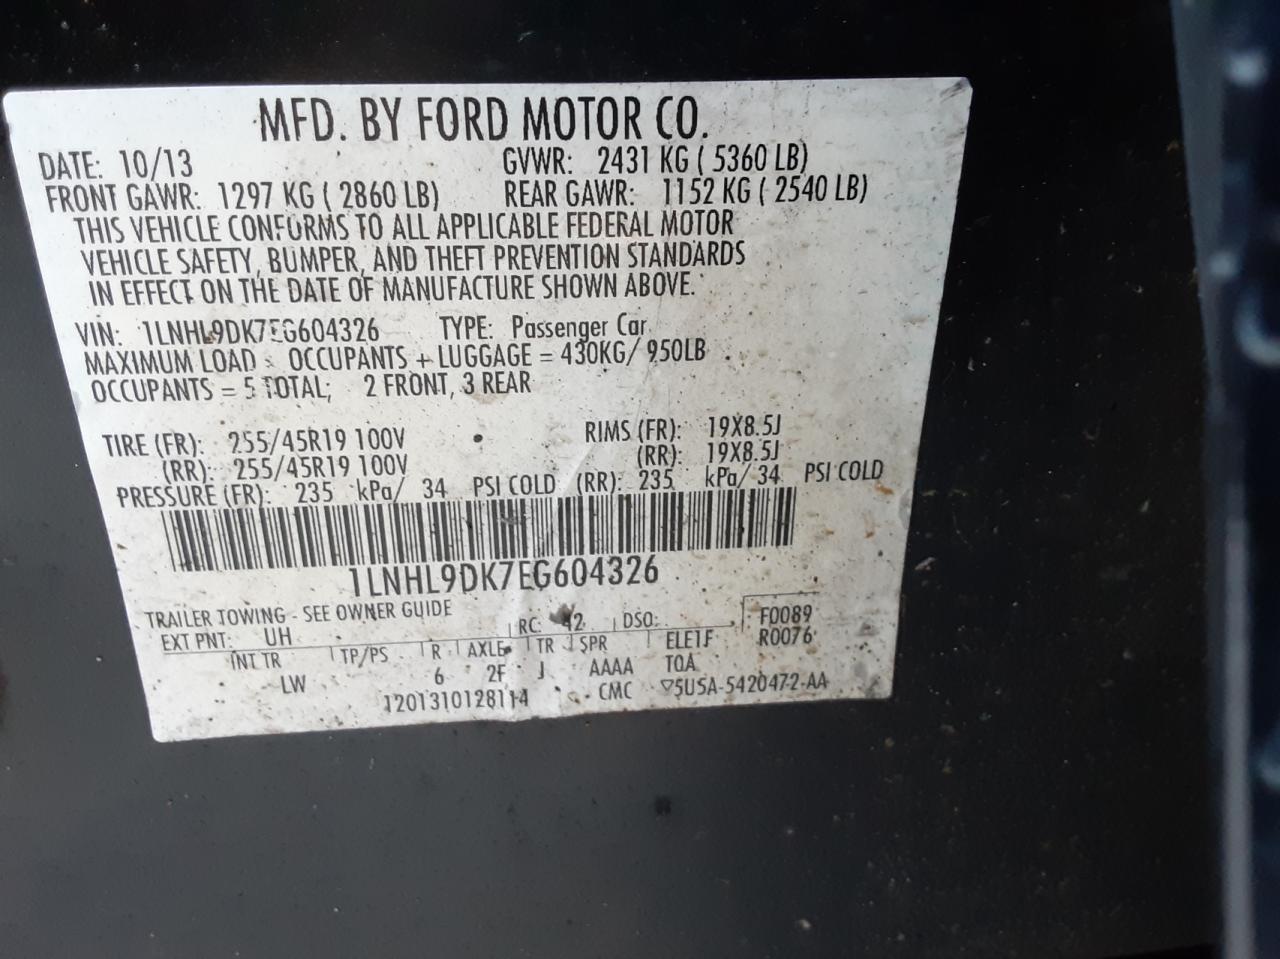 MFD. BY FORD MOTOR CO.
DATE: 10/13 GVWR: 2431 KG ( 5360 LB)
FRONT GAWR: 1297 KG ( 2860 LB) REAR GAWR: 1152 KG ( 2540 LB)
THIS VEHICLE CONFORMS TO ALL APPLICABLE FEDERAL MOTOR
VEHICLE SAFETY, BUMPER, AND THEFT PREVENTION STANDARDS
IN EFFECT ON THE DATE OF MANUFACTURE SHOWN ABOVE.
VIN: 1LNHL9DK7EG604326 TYPE: Passenger Car
MAXIMUM LOAD = OCCUPANTS + LUGGAGE = 430KG/ 950LB
OCCUPANTS = 5 TOTAL; 2 FRONT, 3 REAR
TIRE (FR): 255/45R19 100V RIMS (FR): 19X8.5J
(RR): 255/45R19 100V (RR): 19X8.5J
PRESSURE (FR): 235 kPa/ 34 PSI COLD (RR): 235 kPa/ 34 PSI COLD
1LNHL9DK7EG604326
TRAILER TOWING - SEE OWNER GUIDE
EXT PNT: UH RC: 42 DSO: F0089
INT TR TP/PS R AXLE TR SPR ELE1F R0076
LW 6 2F J AAAA TOA
1201310128114 CMC ▽5USA-5420472-AA